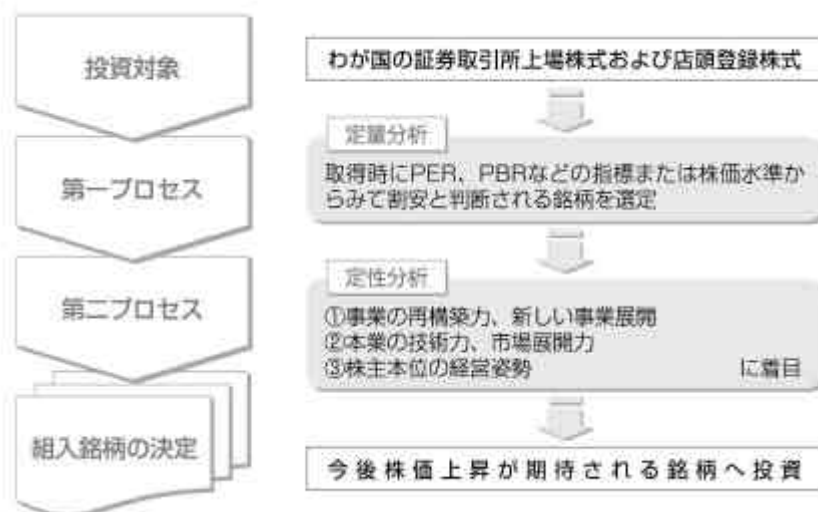 投資対象
わが国の証券取引所上場株式および店頭登録株式
第一プロセス
定量分析
取得時にPER、PBRなどの指標または株価水準か
らみて割安と判断される銘柄を選定
第二プロセス
定性分析
①事業の再構築力、新しい事業展開
②本業の技術力、市場展開力
③株主本位の経営姿勢 に着目
組入銘柄の決定
今後株価上昇が期待される銘柄へ投資